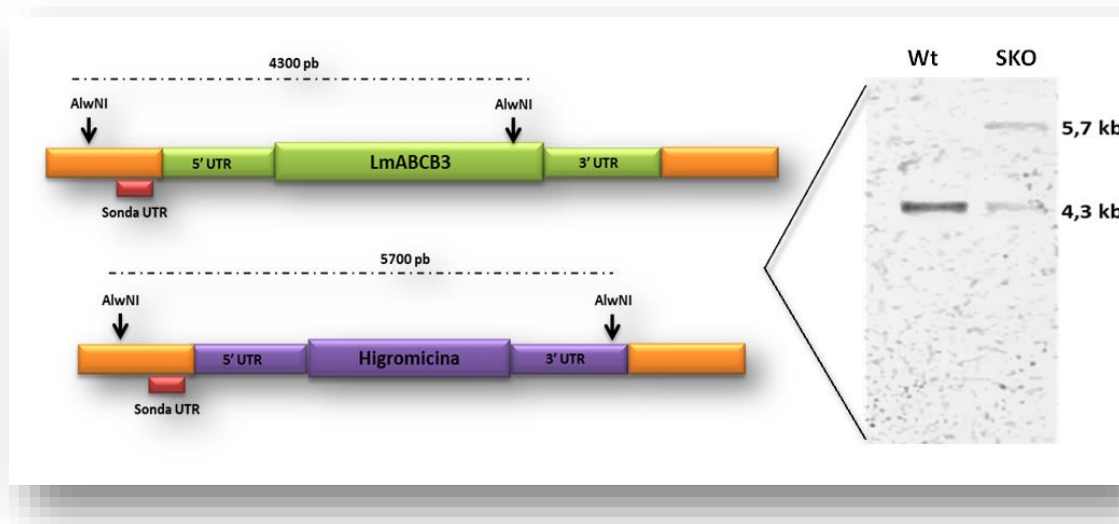 4300 pb
AlwNI
AlwNI
5' UTR
LmABCB3
3' UTR
Sonda UTR
5700 pb
AlwNI
AlwNI
5' UTR
Higromicina
3' UTR
Sonda UTR
Wt
SKO
5,7 kb
4,3 kb